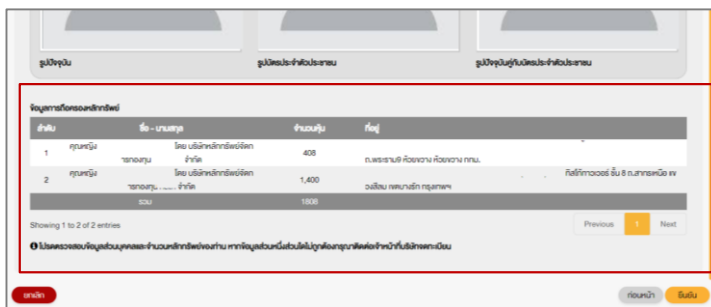 รูปปัจจุบัน รูปบัตรประจำตัวประชาชน รูปปัจจุบันคู่กับบัตรประจำตัวประชาชน
ข้อมูลการถือครองหลักทรัพย์
ลำดับ ชื่อ - นามสกุล จำนวนหุ้น ที่อยู่
1 คุณหญิง โดย บริษัทหลักทรัพย์จัดก
ารกองทุน จำกัด 408 ถ.พระราม9 ห้วยขวาง ห้วยขวาง กทม.
2 คุณหญิง โดย บริษัทหลักทรัพย์จัดก ทิสโก้ทาวเวอร์ ชั้น 8 ถ.สาทรเหนือ แข
ารกองทุน จำกัด 1,400 วงสีลม เขตบางรัก กรุงเทพฯ
รวม 1808
Showing 1 to 2 of 2 entries Previous 1 Next
โปรดตรวจสอบข้อมูลส่วนบุคคลและจำนวนหลักทรัพย์ของท่าน หากข้อมูลส่วนหนึ่งส่วนใดไม่ถูกต้องกรุณาติดต่อเจ้าหน้าที่บริษัทจดทะเบียน
ยกเลิก ก่อนหน้า ยืนยัน